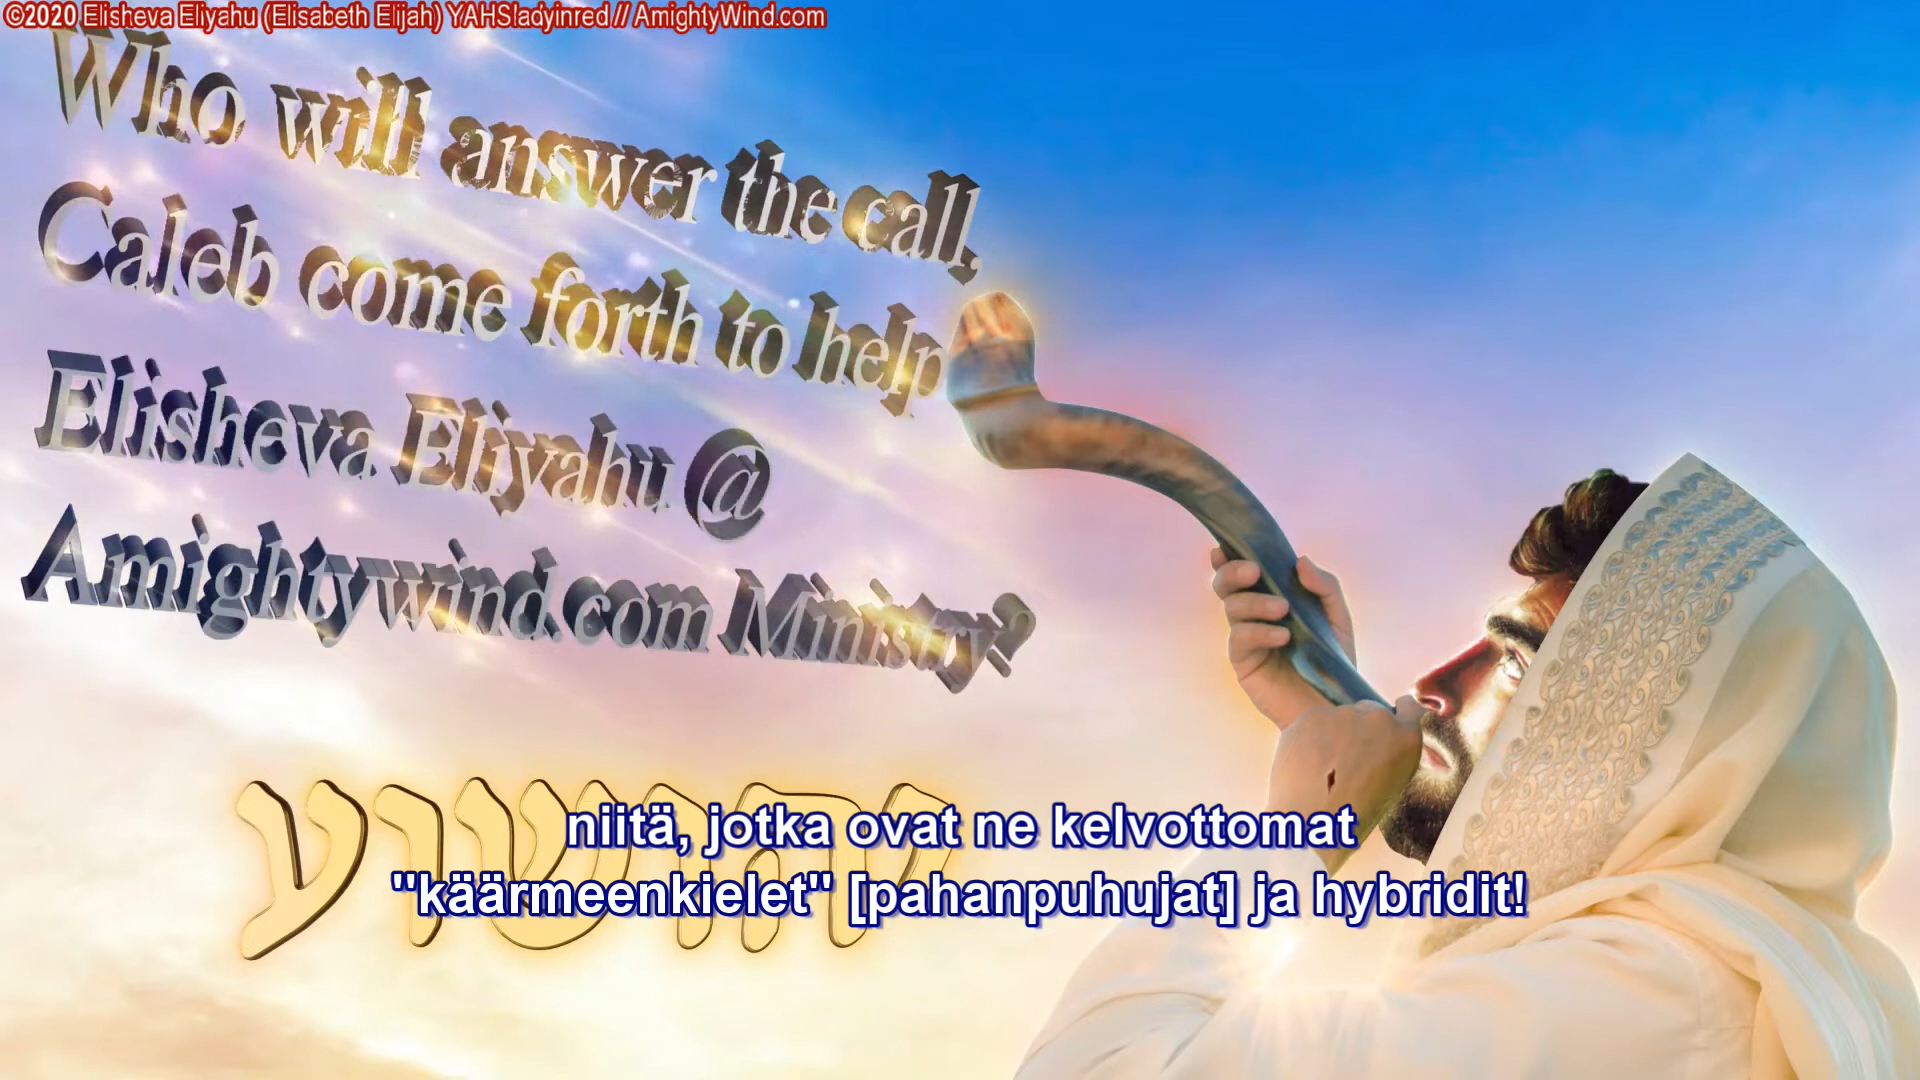 ©2020 Elisheva Eliyahu (Elisabeth Elijah) YAHSladyinred // AmightyWind.com
Who will answer the call,
Caleb come forth to help
Elisheva Eliyahu @
Amightywind.com Ministry?
יהושוע
niitä, jotka ovat ne kelvottomat
"käärmeenkielet" [pahanpuhujat] ja hybridit!